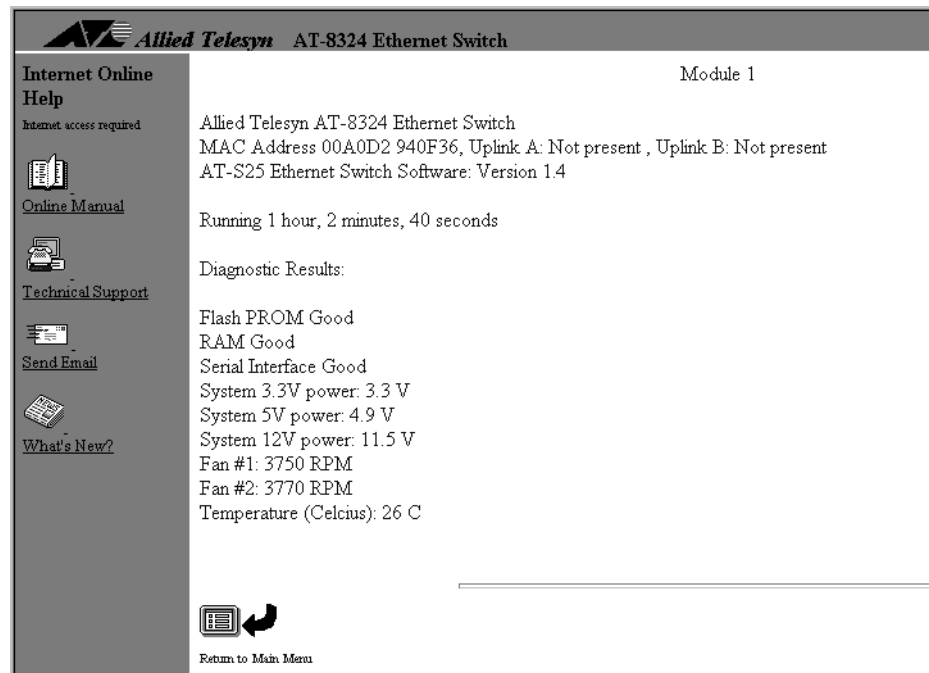 Allied Telesyn AT-8324 Ethernet Switch
Internet Online
Help
Internet access required
Online Manual
Technical Support
Send Email
What's New?
Module 1
Allied Telesyn AT-8324 Ethernet Switch
MAC Address 00A0D2 940F36, Uplink A: Not present , Uplink B: Not present
AT-S25 Ethernet Switch Software: Version 1.4
Running 1 hour, 2 minutes, 40 seconds
Diagnostic Results:
Flash PROM Good
RAM Good
Serial Interface Good
System 3.3V power: 3.3 V
System 5V power: 4.9 V
System 12V power: 11.5 V
Fan #1: 3750 RPM
Fan #2: 3770 RPM
Temperature (Celcius): 26 C
Return to Main Menu